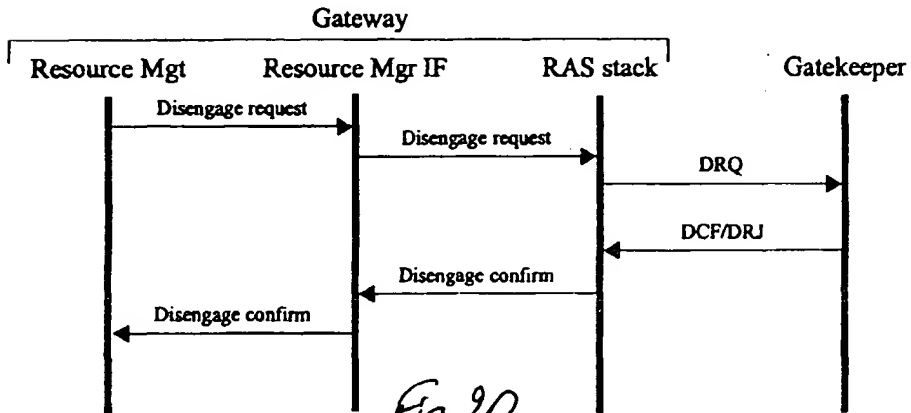 Gateway
Resource Mgt Resource Mgr IF RAS stack Gatekeeper
Disengage request
Disengage request
DRQ
DCF/DRJ
Disengage confirm
Disengage confirm